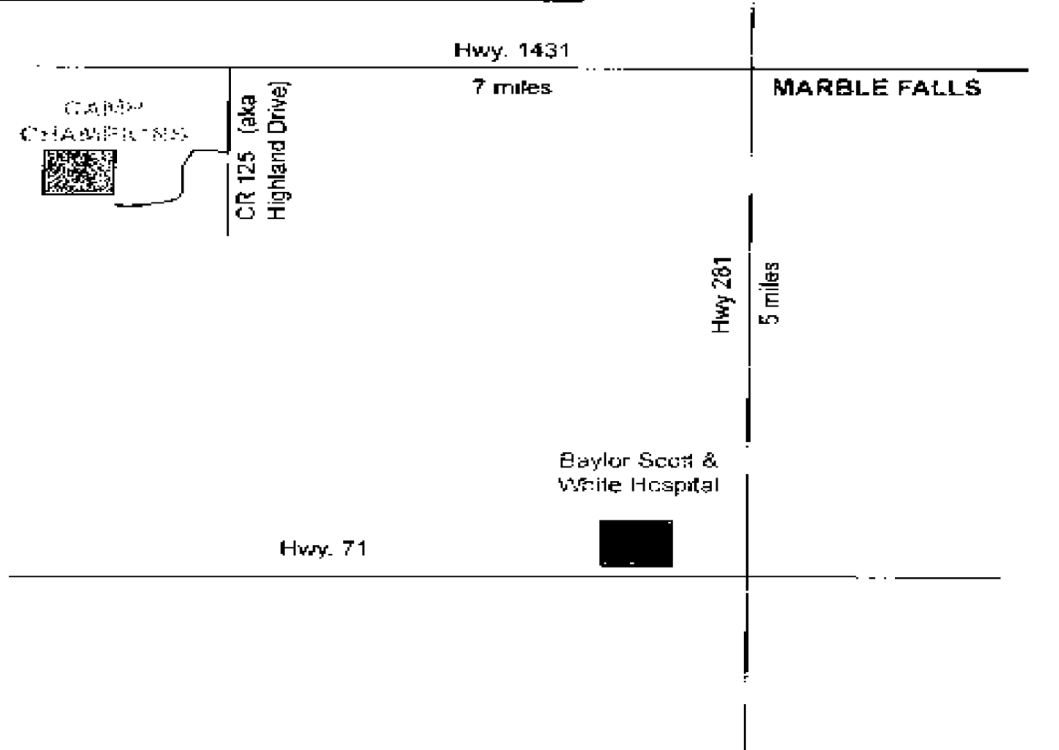 Hwy. 1431
7 miles
MARBLE FALLS
CAMP
CHAMPIONS
CR 125 (aka
Highland Drive)
Hwy 281
5 miles
Baylor Scott &
White Hospital
Hwy. 71